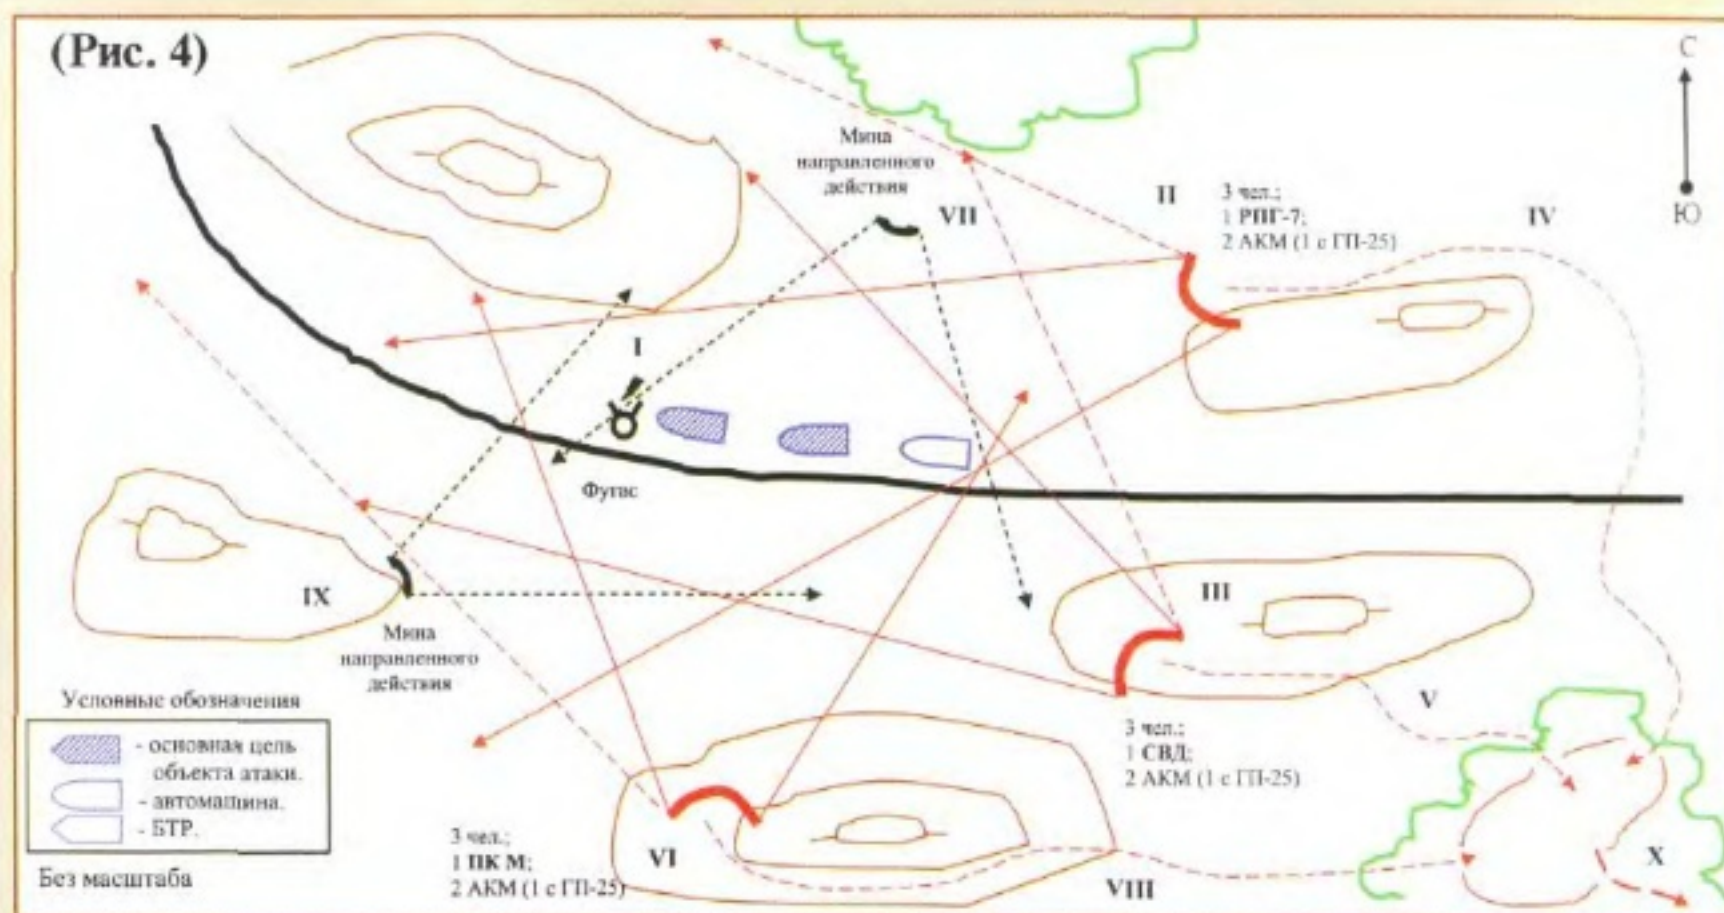 (Рис. 4)
С
Ю
Мина
направленного
действия
VII
II
3 чел.;
1 РПГ-7;
2 АКМ (1 с ГП-25)
IV
I
Фугас
IX
Мина
направленного
действия
III
V
3 чел.;
1 СВД;
2 АКМ (1 с ГП-25)
Условные обозначения
- основная цель
объекта атаки.
- автомашина.
- БТР.
Без масштаба
3 чел.;
1 ПК М;
2 АКМ (1 с ГП-25)
VI
VIII
X